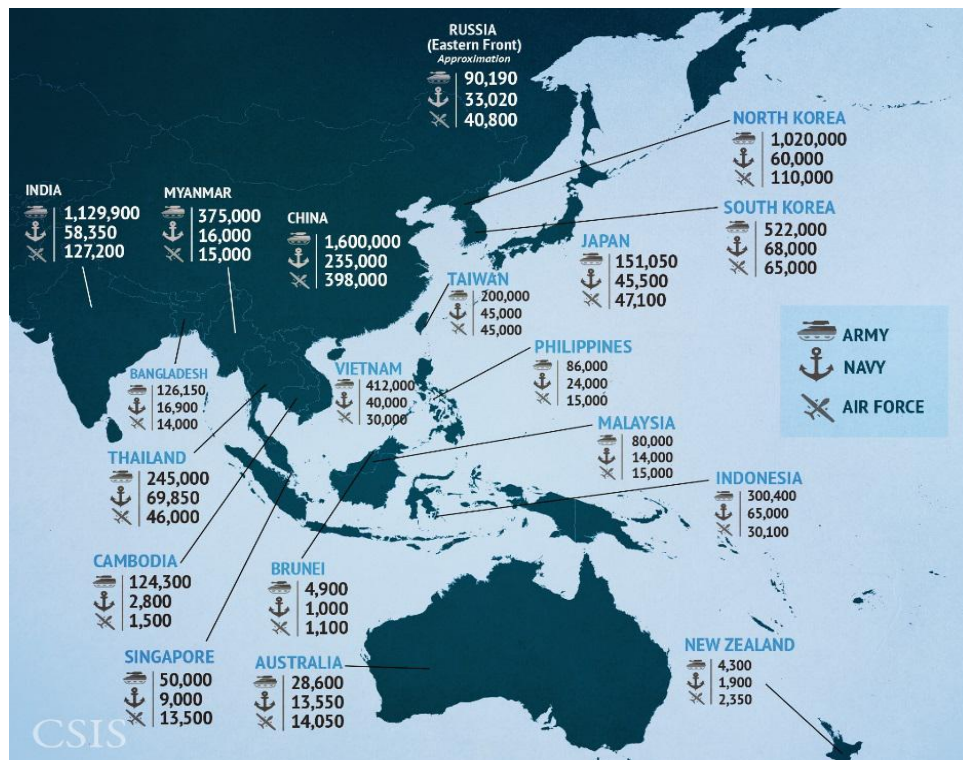 RUSSIA
(Eastern Front)
Approximation
90,190
33,020
40,800
NORTH KOREA
1,020,000
60,000
110,000
INDIA
1,129,900
58,350
127,200
MYANMAR
375,000
16,000
15,000
CHINA
1,600,000
235,000
398,000
SOUTH KOREA
522,000
68,000
65,000
JAPAN
151,050
45,500
47,100
TAIWAN
200,000
45,000
45,000
ARMY
NAVY
AIR FORCE
BANGLADESH
126,150
16,900
14,000
VIETNAM
412,000
40,000
30,000
PHILIPPINES
86,000
24,000
15,000
MALAYSIA
80,000
14,000
15,000
THAILAND
245,000
69,850
46,000
INDONESIA
300,400
65,000
30,100
CAMBODIA
124,300
2,800
1,500
BRUNEI
4,900
1,000
1,100
SINGAPORE
50,000
9,000
13,500
AUSTRALIA
28,600
13,550
14,050
NEW ZEALAND
4,300
1,900
2,350
CSIS